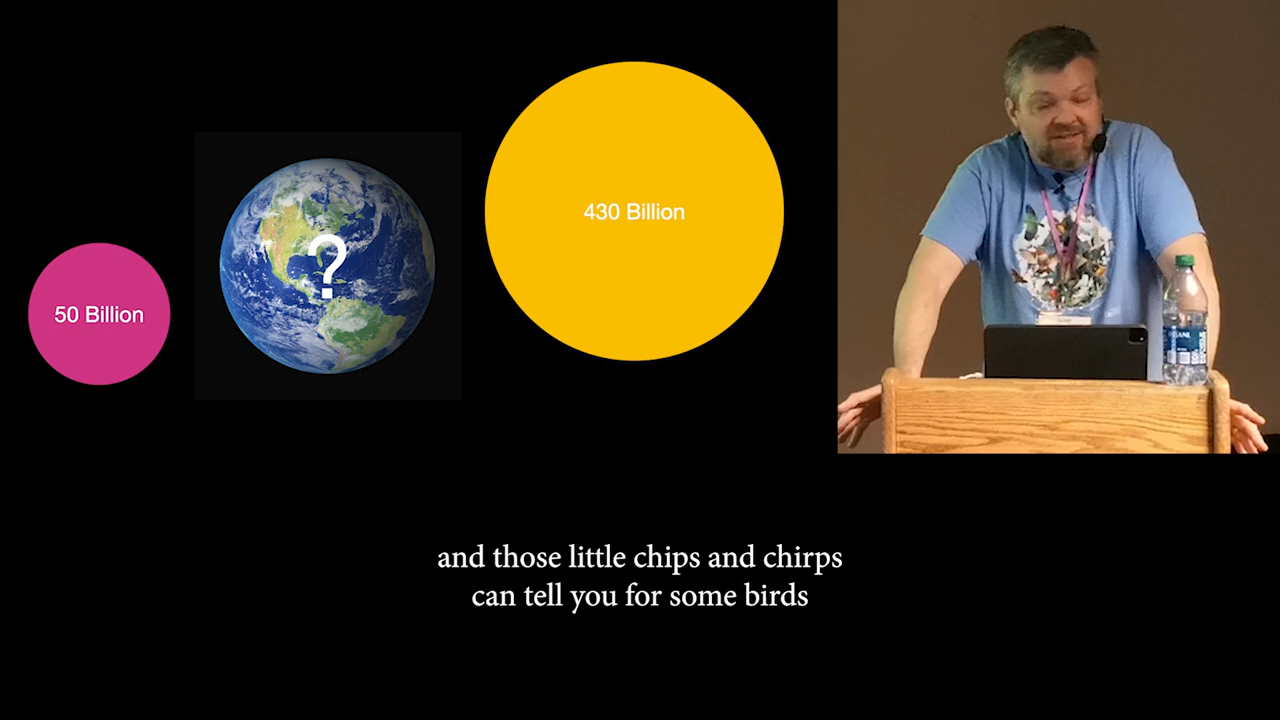 50 Billion
?
430 Billion
and those little chips and chirps
can tell you for some birds